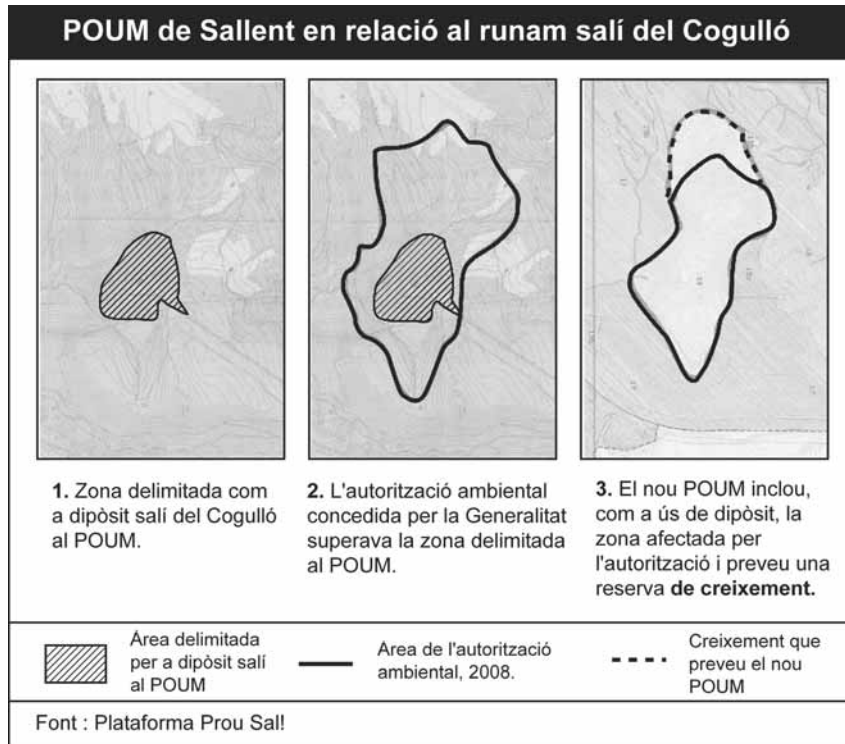 POUM de Sallent en relació al runam salí del Cogulló
1. Zona delimitada com
a dipòsit salí del Cogulló
al POUM.
2. L'autorització ambiental
concedida per la Generalitat
superava la zona delimitada
al POUM.
3. El nou POUM inclou,
com a ús de dipòsit, la
zona afectada per
l'autorització i preveu una
reserva de creixement.
Àrea delimitada
per a dipòsit salí
al POUM
Àrea de l'autorització
ambiental, 2008.
Creixement que
preveu el nou
POUM
Font : Plataforma Prou Sal!